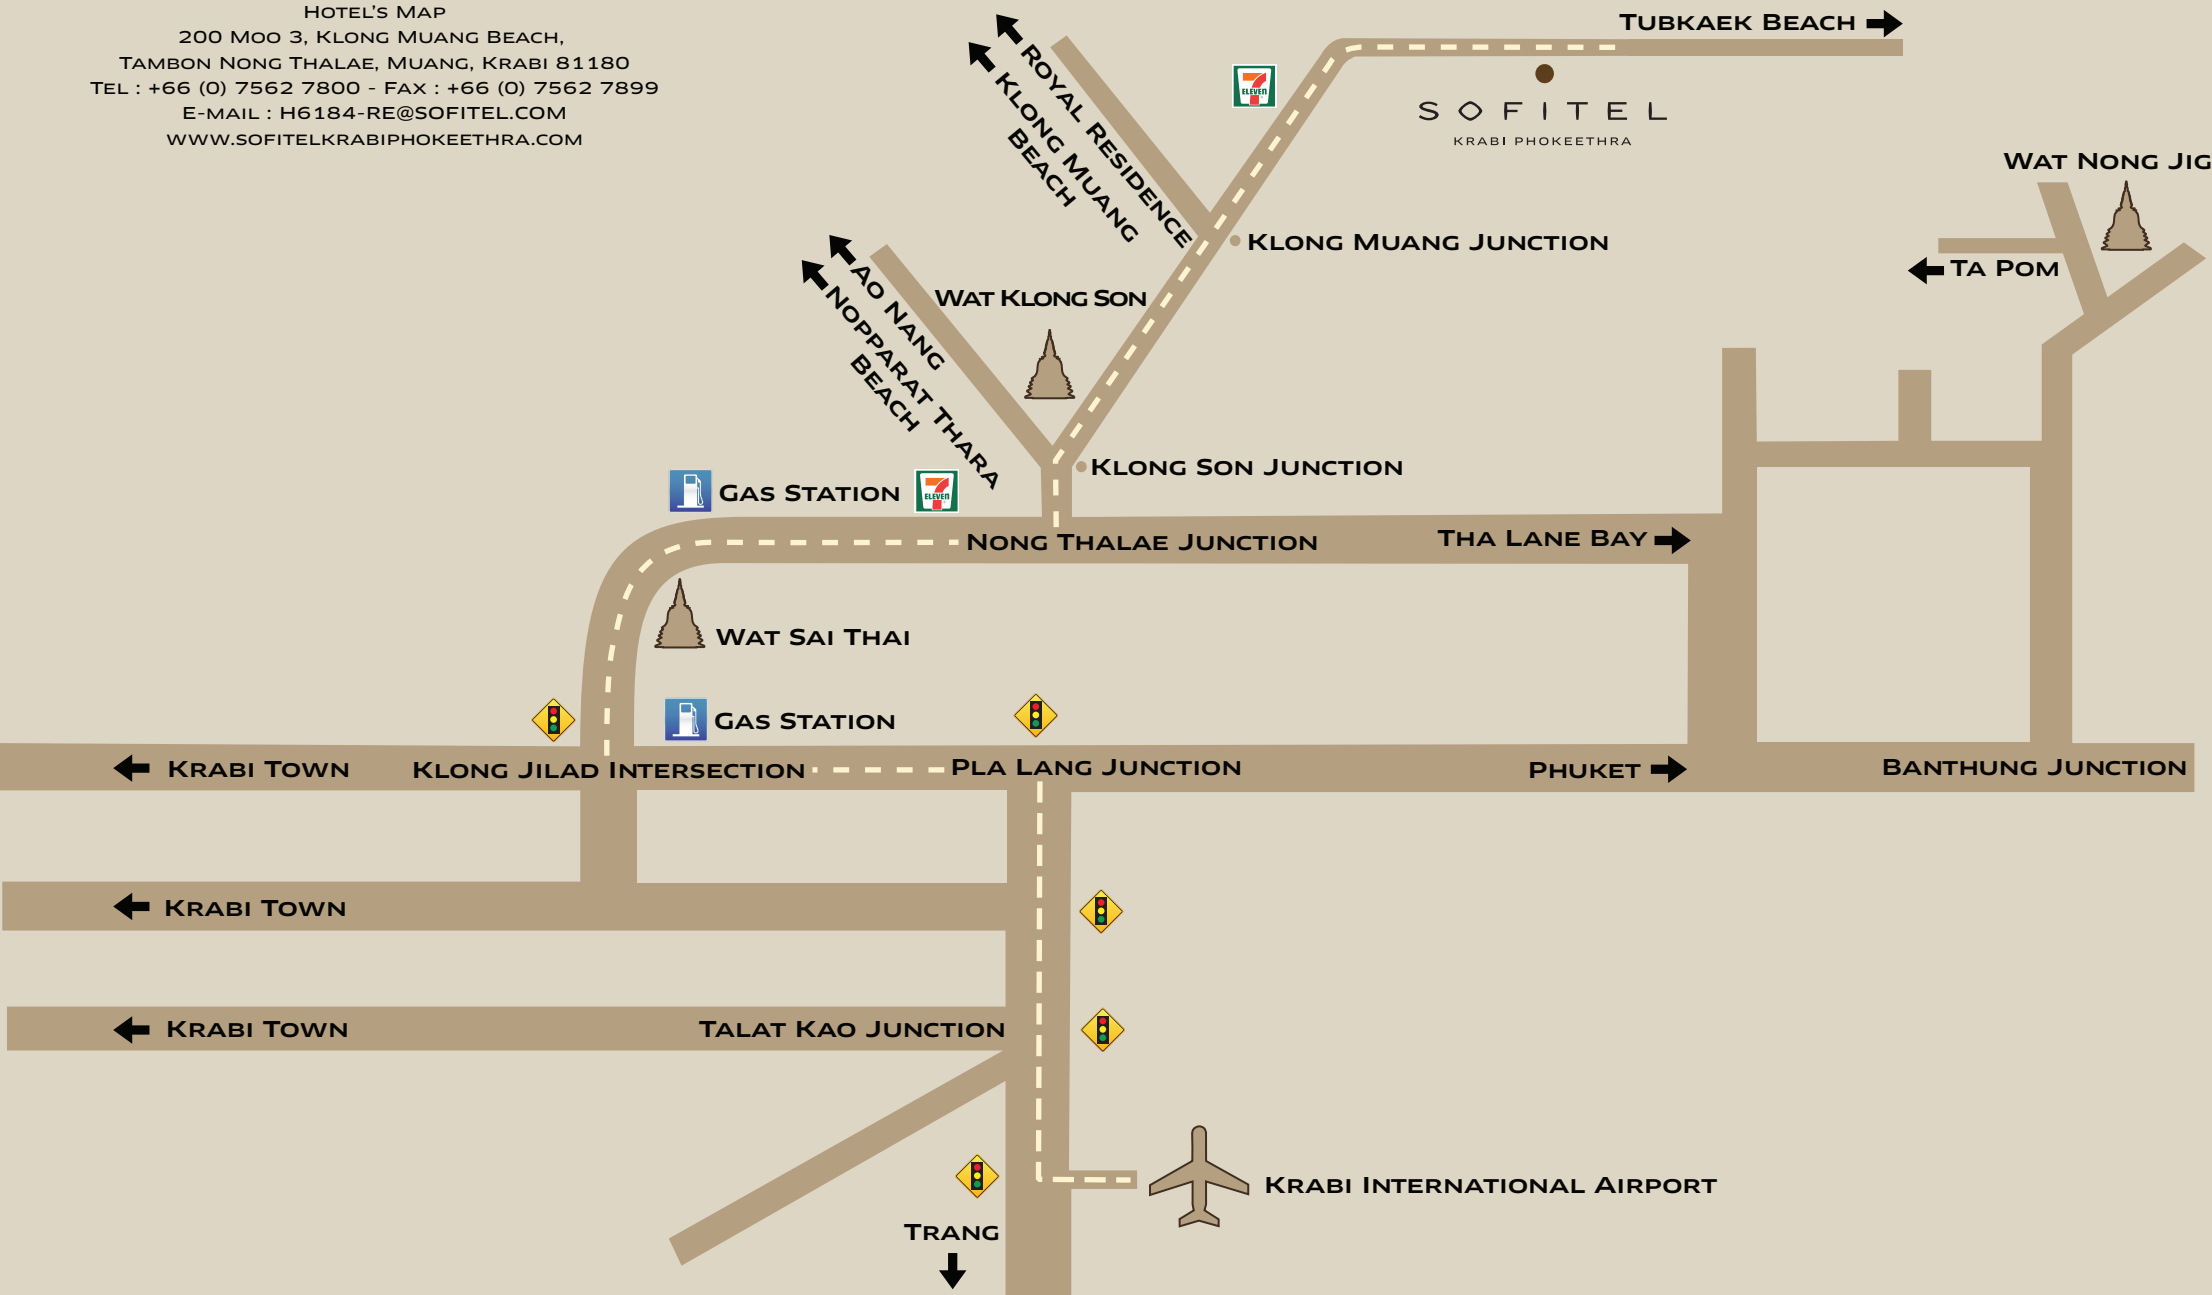 Hotel's Map
200 Moo 3, Klong Muang Beach,
Tambon Nong Thalae, Muang, Krabi 81180
Tel : +66 (0) 7562 7800 - Fax : +66 (0) 7562 7899
E-mail : H6184-RE@SOFITEL.COM
WWW.SOFITELKRABIPHOKEETHRA.COM
Tubkaek Beach
Royal Residence
Klong Muang
Beach
7
ELEVEn
SOFITEL
KRABI PHOKEETHRA
Wat Nong Jig
Klong Muang Junction
Ta Pom
Ao Nang
Nopparat Thara
Beach
Wat Klong Son
Klong Son Junction
Gas Station
7
ELEVEn
Nong Thalae Junction
Tha Lane Bay
Wat Sai Thai
Gas Station
Krabi Town
Klong Jilad Intersection
Pla Lang Junction
Phuket
Banthung Junction
Krabi Town
Krabi Town
Talat Kao Junction
Krabi International Airport
Trang